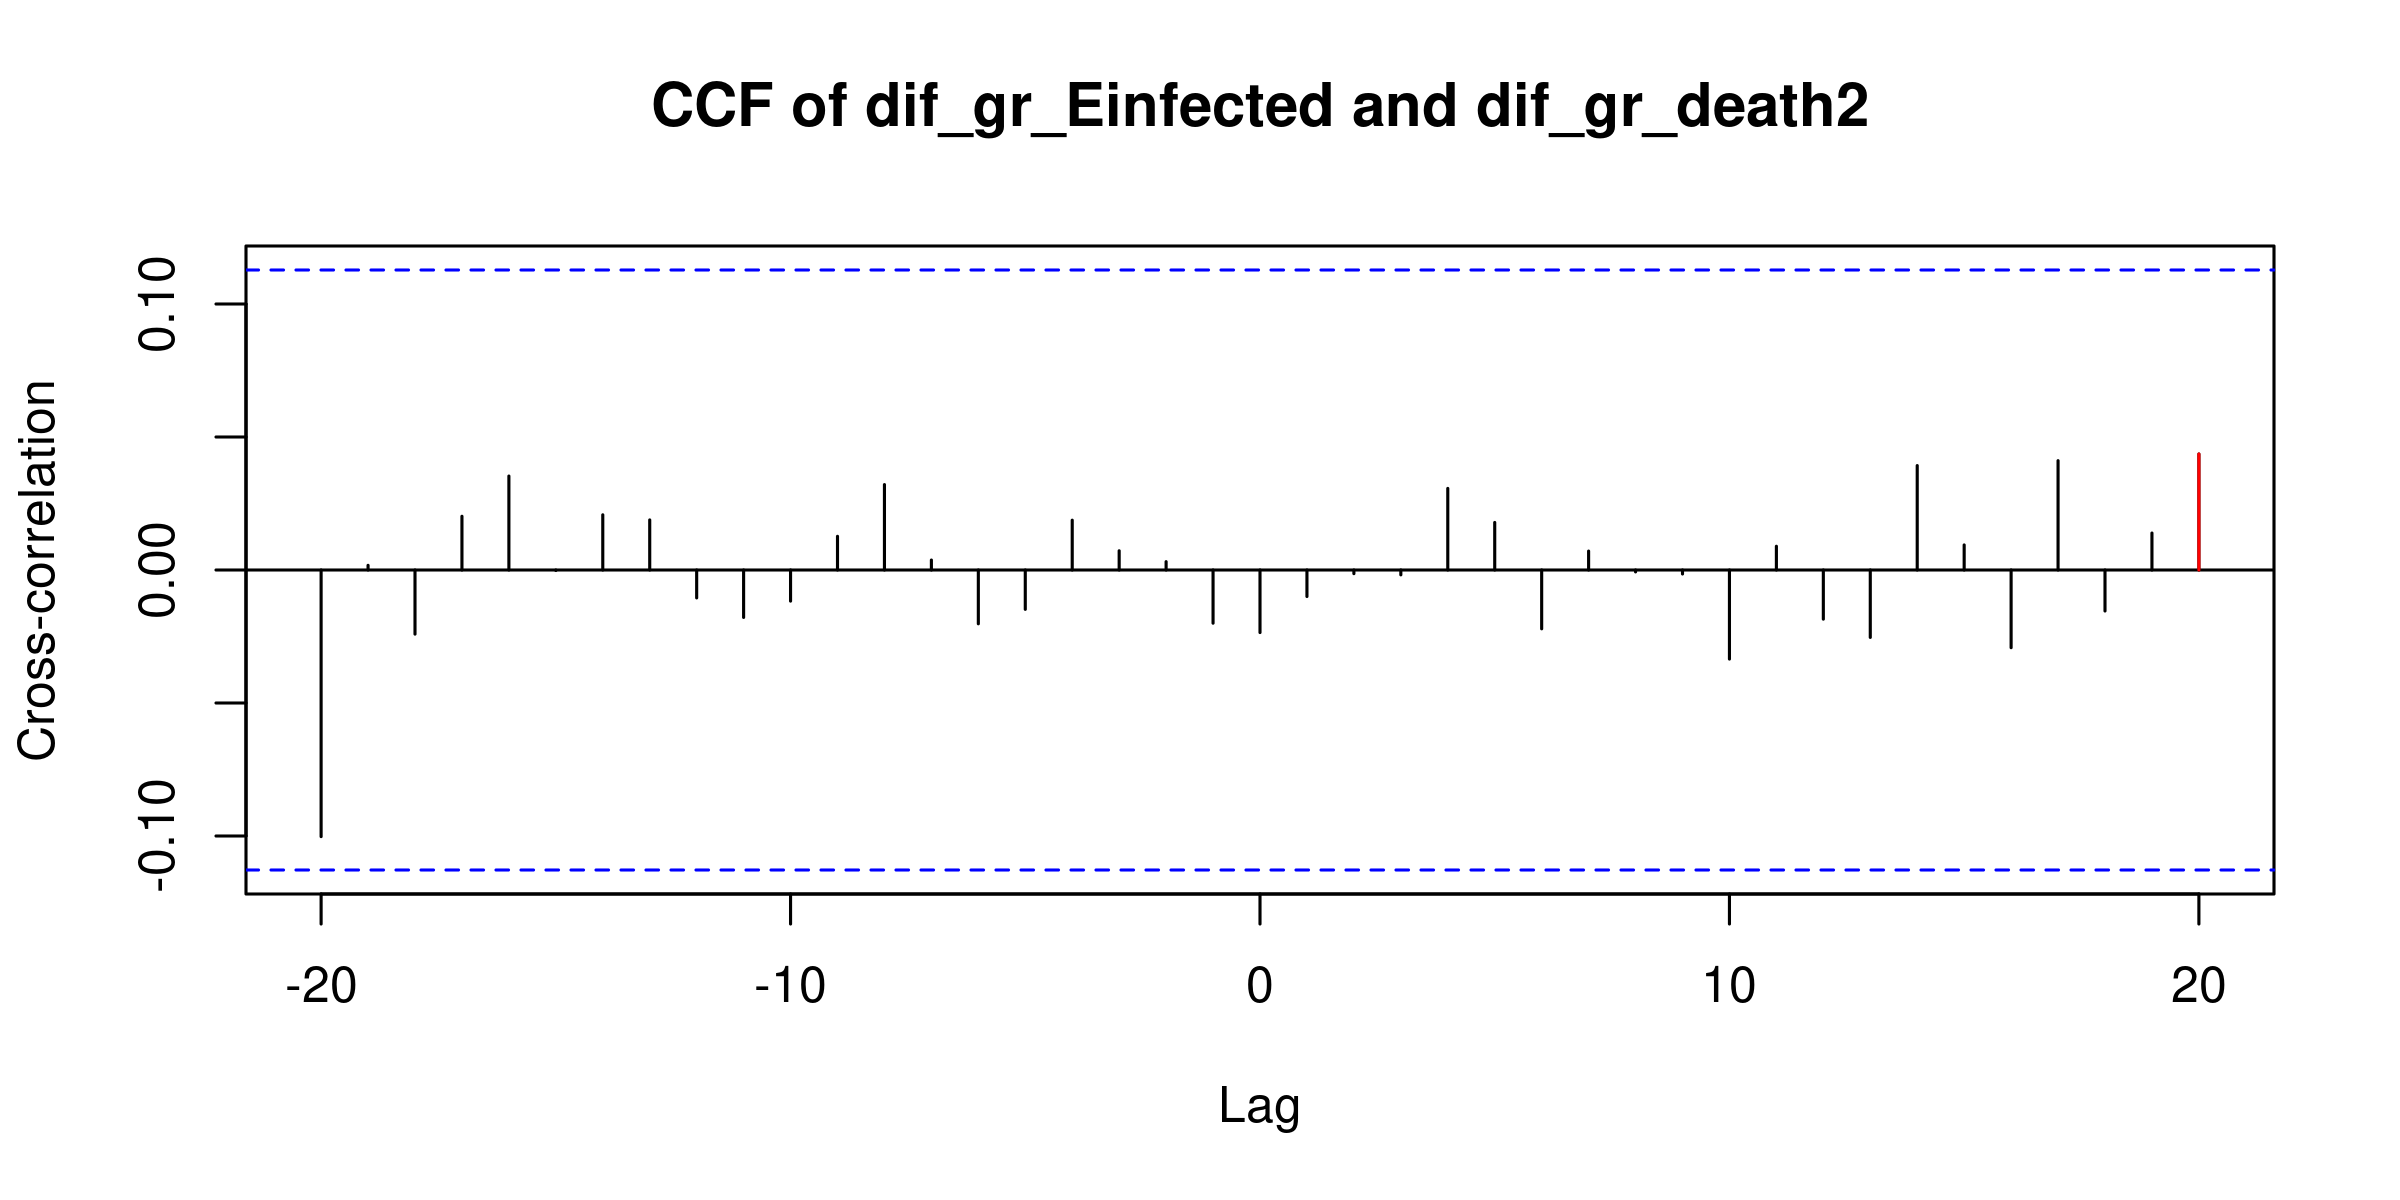 CCF of dif_gr_Einfected and dif_gr_death2
Cross-correlation
0.10
0.00
-0.10
-20 -10 0 10 20
Lag